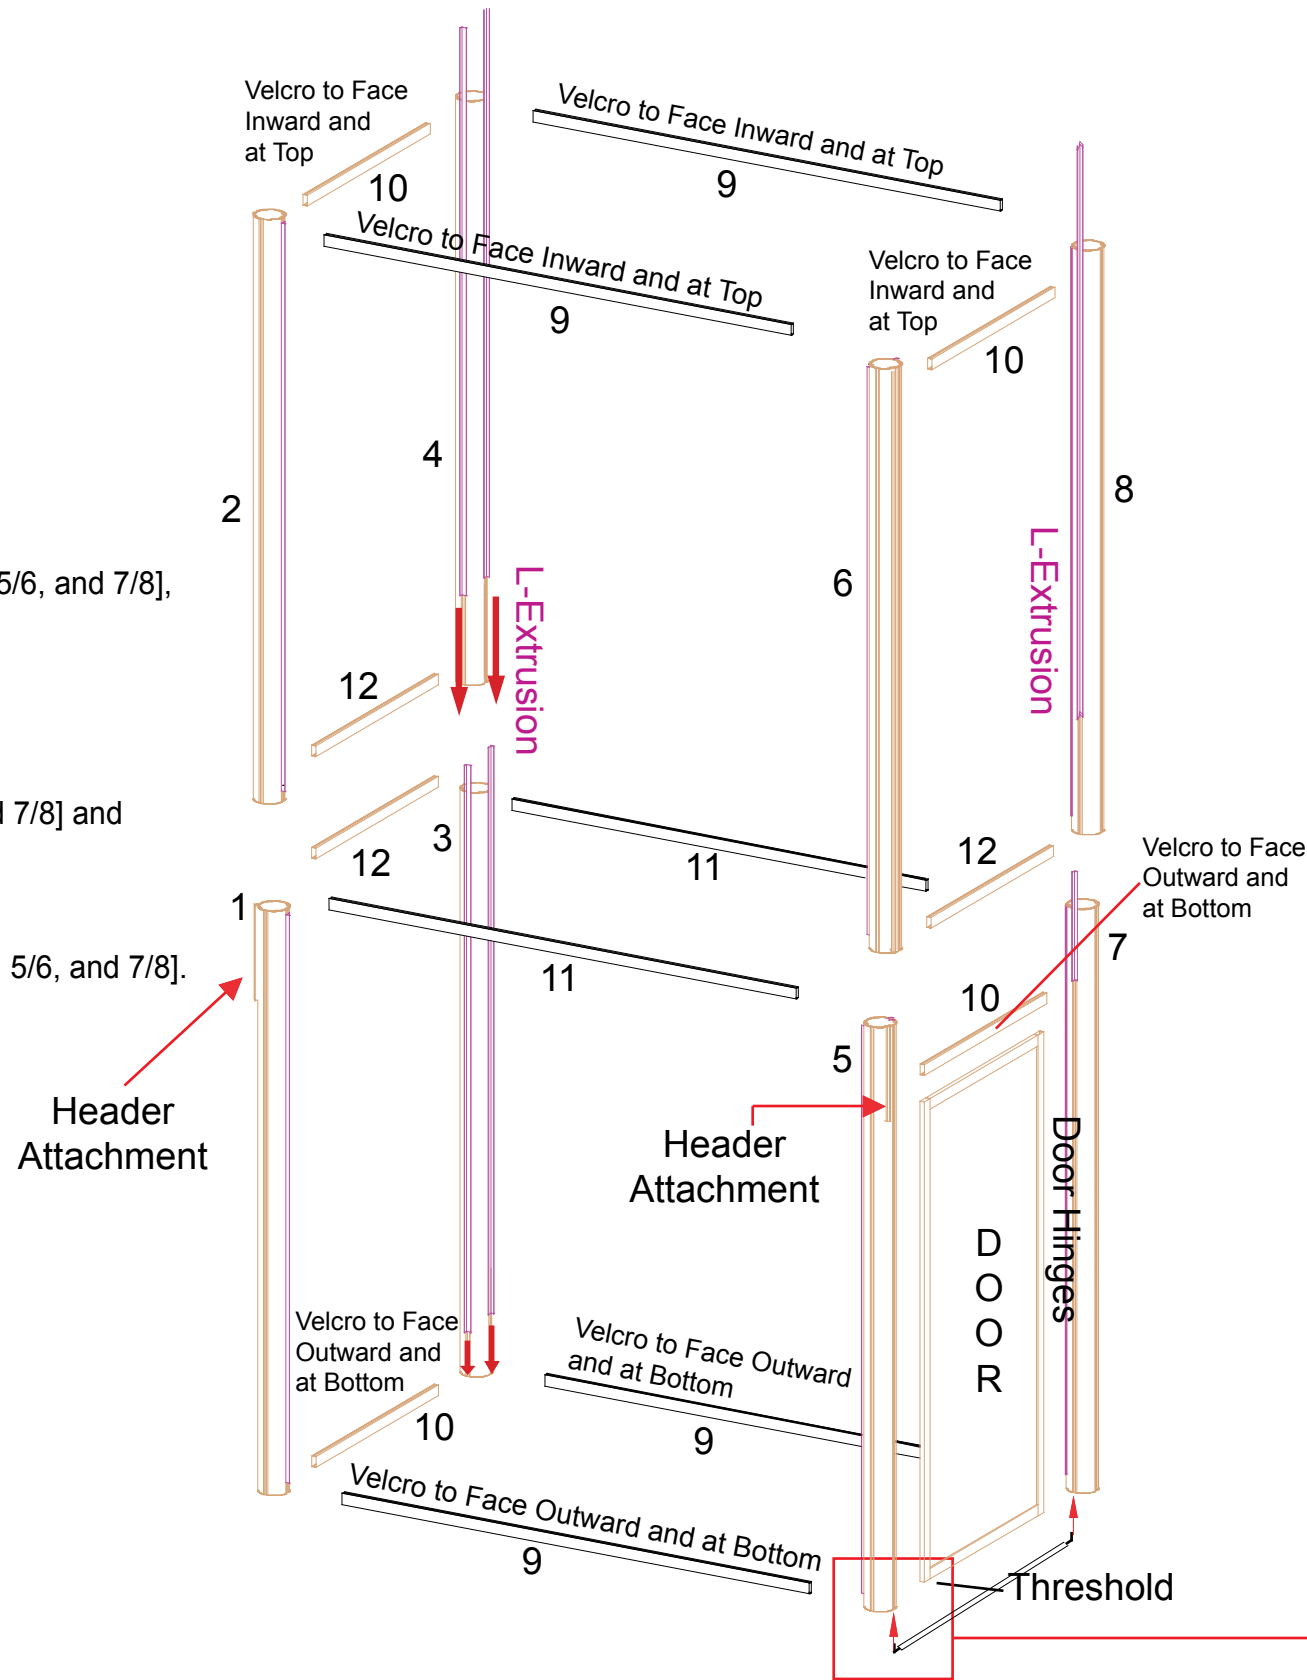 Velcro to Face
Inward and
at Top
10
Velcro to Face Inward and at Top
9
Velcro to Face Inward and at Top
9
Velcro to Face
Inward and
at Top
10
4
2
8
6
L-Extrusion
L-Extrusion
5/6, and 7/8],
12
12
3
7/8] and
11
12
Velcro to Face
Outward and
at Bottom
1
7
5/6, and 7/8].
11
10
5
Header
Attachment
Header
Attachment
Door Hinges
DOOR
Velcro to Face
Outward and
at Bottom
10
Velcro to Face Outward
and at Bottom
9
Velcro to Face Outward and at Bottom
9
Threshold